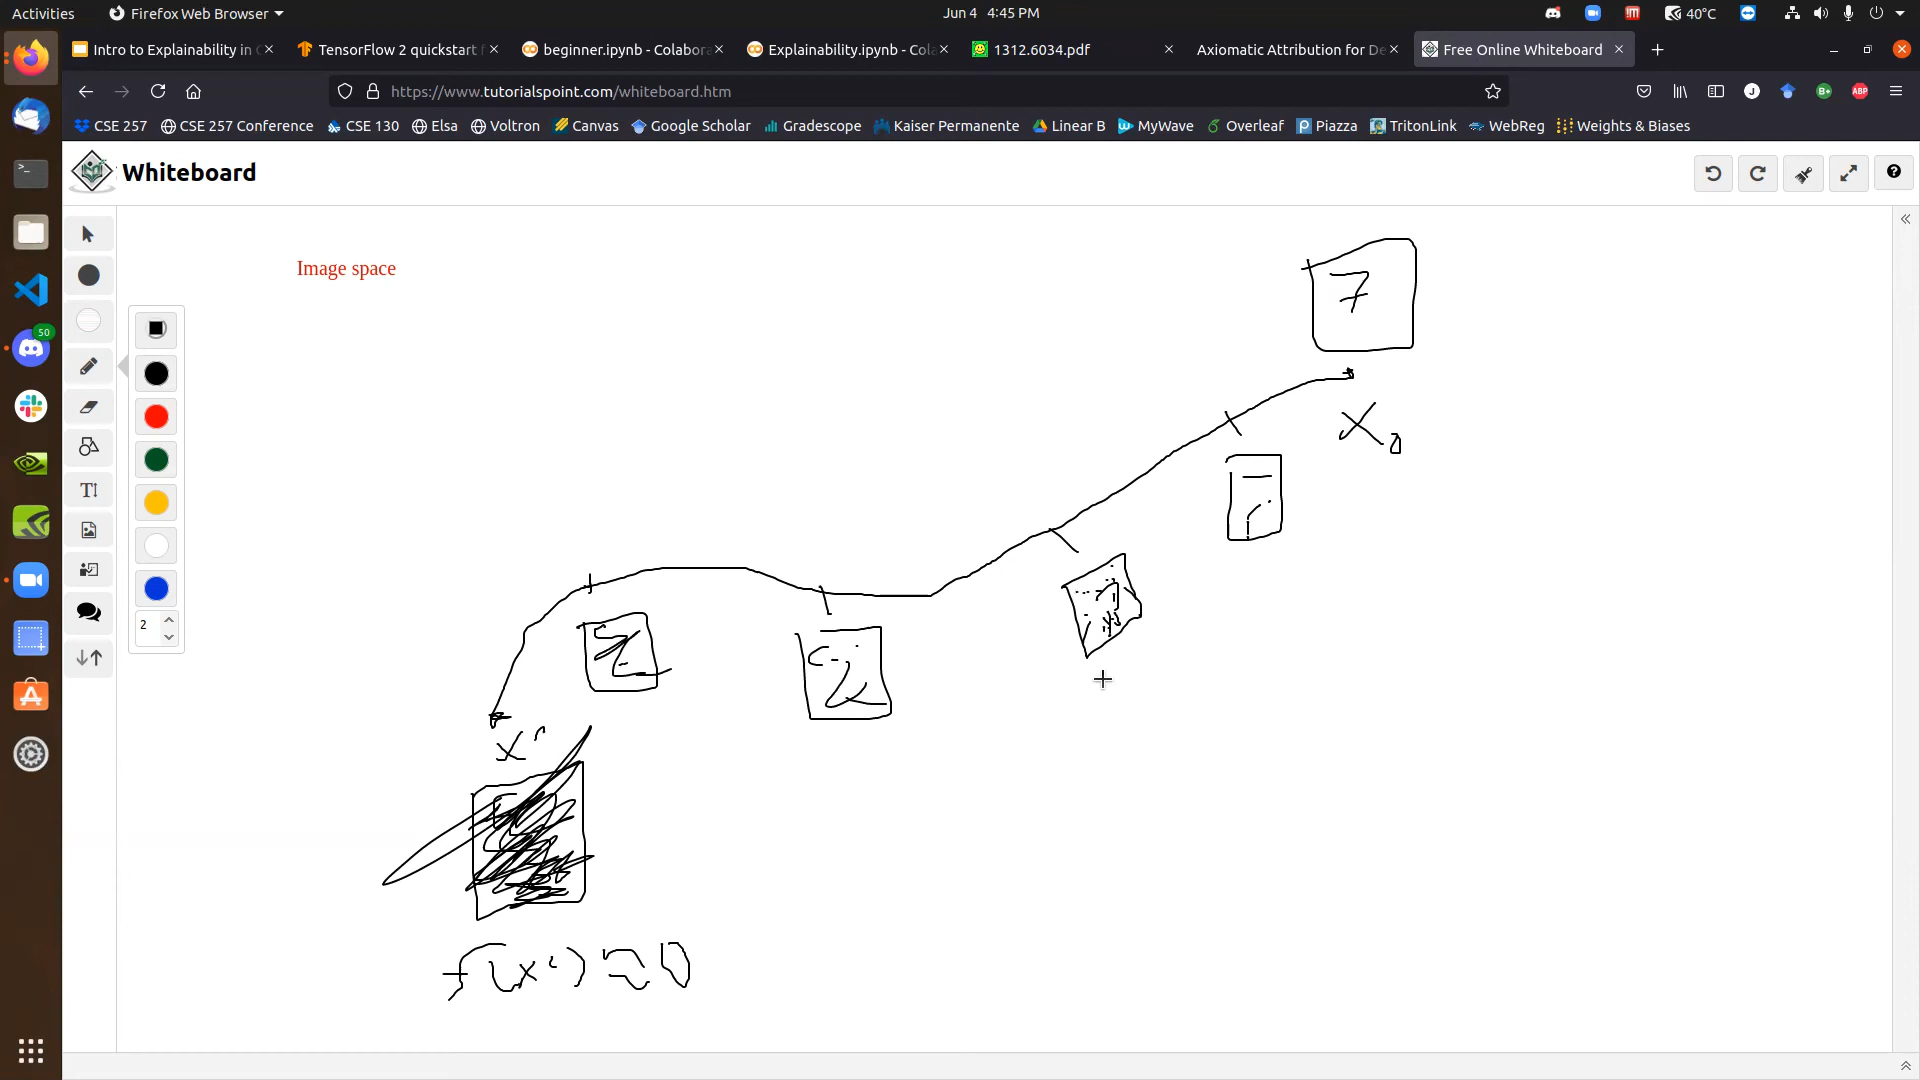 Activities
Firefox Web Browser
Jun 4 4:45 PM
40°C
Intro to Explainability in C
TensorFlow 2 quickstart f
beginner.ipynb - Colabora
Explainability.ipynb - Cola
1312.6034.pdf
Axiomatic Attribution for De
Free Online Whiteboard
https://www.tutorialspoint.com/whiteboard.htm
CSE 257
CSE 257 Conference
CSE 130
Elsa
Voltron
Canvas
Google Scholar
Gradescope
Kaiser Permanente
Linear B
MyWave
Overleaf
Piazza
TritonLink
WebReg
Weights & Biases
Whiteboard
Image space
7
50
X₀
2
x'
f(x') ≈ 0